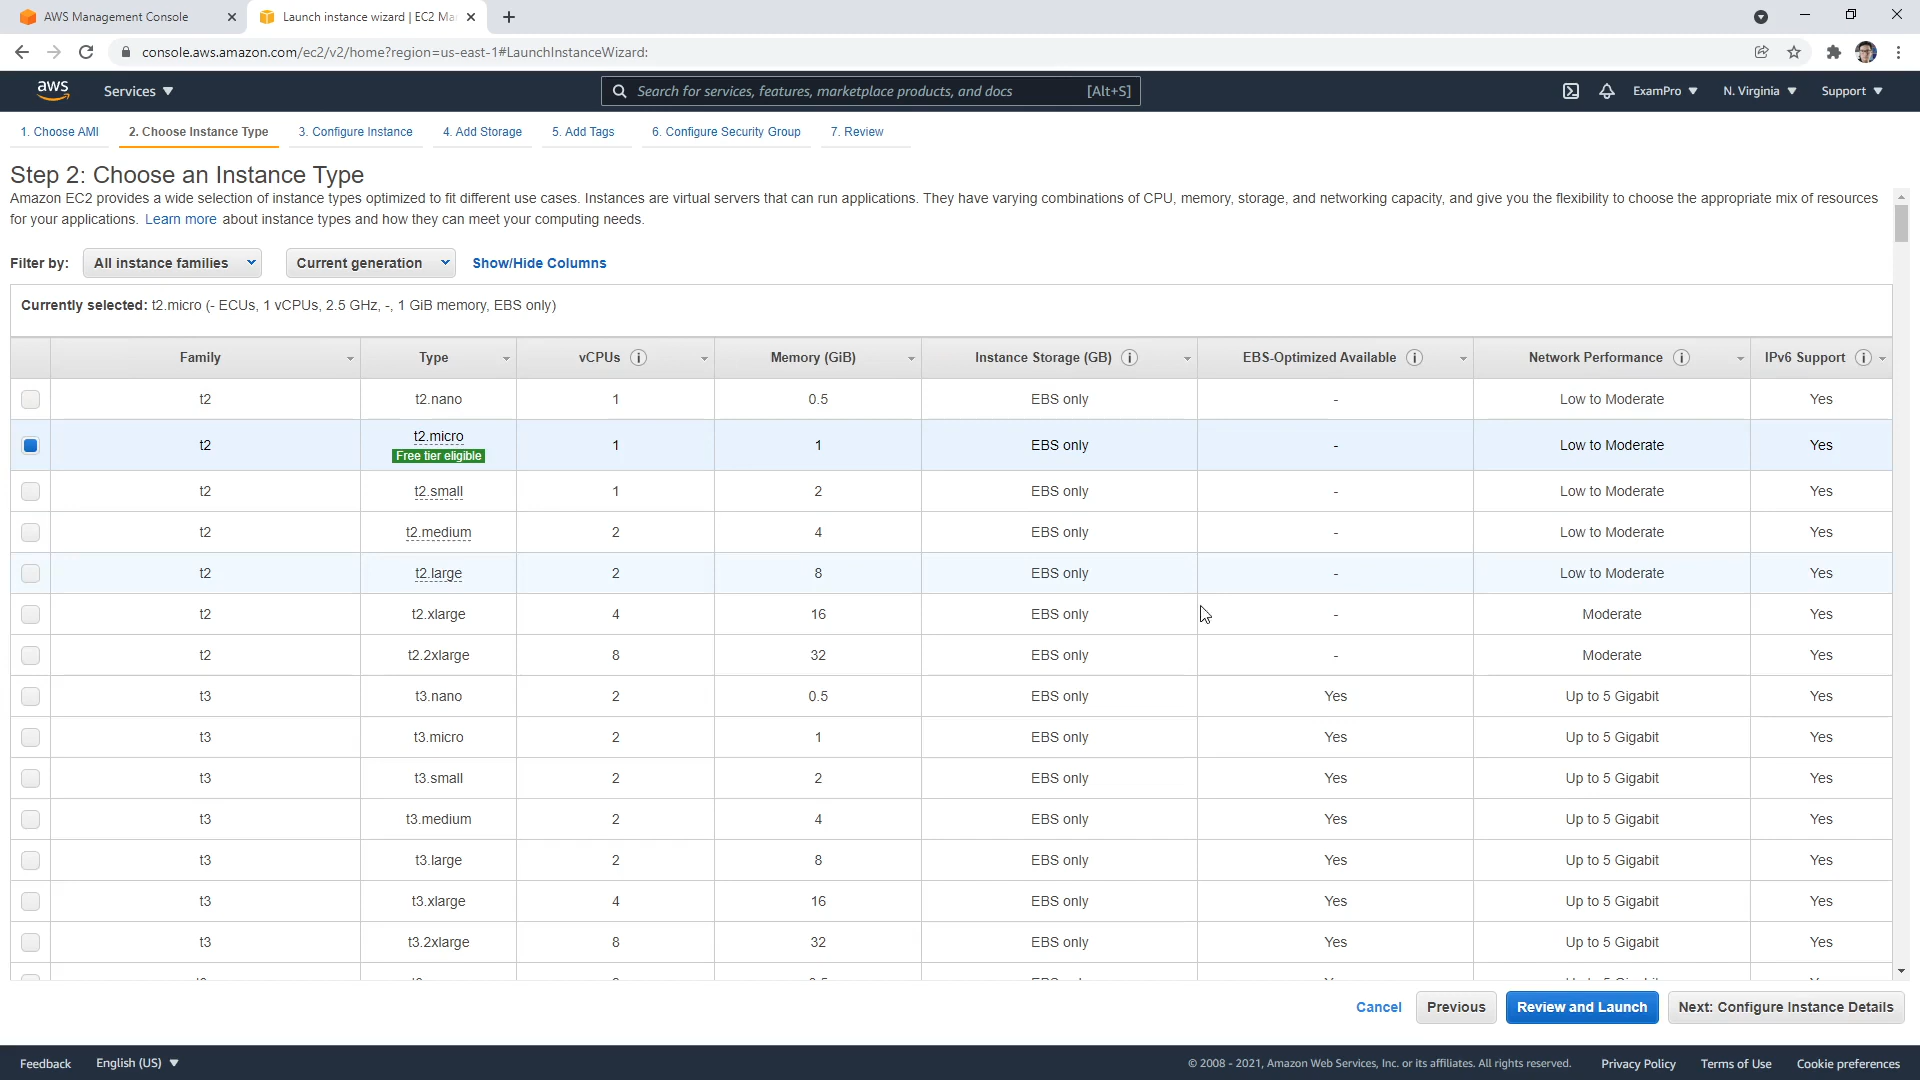 AWS Management Console
Launch instance wizard | EC2 Ma
console.aws.amazon.com/ec2/v2/home?region=us-east-1#LaunchInstanceWizard:
aws
Services
Search for services, features, marketplace products, and docs [Alt+S]
ExamPro
N. Virginia
Support
1. Choose AMI
2. Choose Instance Type
3. Configure Instance
4. Add Storage
5. Add Tags
6. Configure Security Group
7. Review
Step 2: Choose an Instance Type
Amazon EC2 provides a wide selection of instance types optimized to fit different use cases. Instances are virtual servers that can run applications. They have varying combinations of CPU, memory, storage, and networking capacity, and give you the flexibility to choose the appropriate mix of resources
for your applications. Learn more about instance types and how they can meet your computing needs.
Filter by: All instance families Current generation Show/Hide Columns
Currently selected: t2.micro (- ECUs, 1 vCPUs, 2.5 GHz, -, 1 GiB memory, EBS only)
Family Type vCPUs Memory (GiB) Instance Storage (GB) EBS-Optimized Available Network Performance IPv6 Support
t2 t2.nano 1 0.5 EBS only - Low to Moderate Yes
t2 t2.micro 1 1 EBS only - Low to Moderate Yes
Free tier eligible
t2 t2.small 1 2 EBS only - Low to Moderate Yes
t2 t2.medium 2 4 EBS only - Low to Moderate Yes
t2 t2.large 2 8 EBS only - Low to Moderate Yes
t2 t2.xlarge 4 16 EBS only - Moderate Yes
t2 t2.2xlarge 8 32 EBS only - Moderate Yes
t3 t3.nano 2 0.5 EBS only Yes Up to 5 Gigabit Yes
t3 t3.micro 2 1 EBS only Yes Up to 5 Gigabit Yes
t3 t3.small 2 2 EBS only Yes Up to 5 Gigabit Yes
t3 t3.medium 2 4 EBS only Yes Up to 5 Gigabit Yes
t3 t3.large 2 8 EBS only Yes Up to 5 Gigabit Yes
t3 t3.xlarge 4 16 EBS only Yes Up to 5 Gigabit Yes
t3 t3.2xlarge 8 32 EBS only Yes Up to 5 Gigabit Yes
Cancel Previous Review and Launch Next: Configure Instance Details
Feedback English (US) © 2008 - 2021, Amazon Web Services, Inc. or its affiliates. All rights reserved. Privacy Policy Terms of Use Cookie preferences